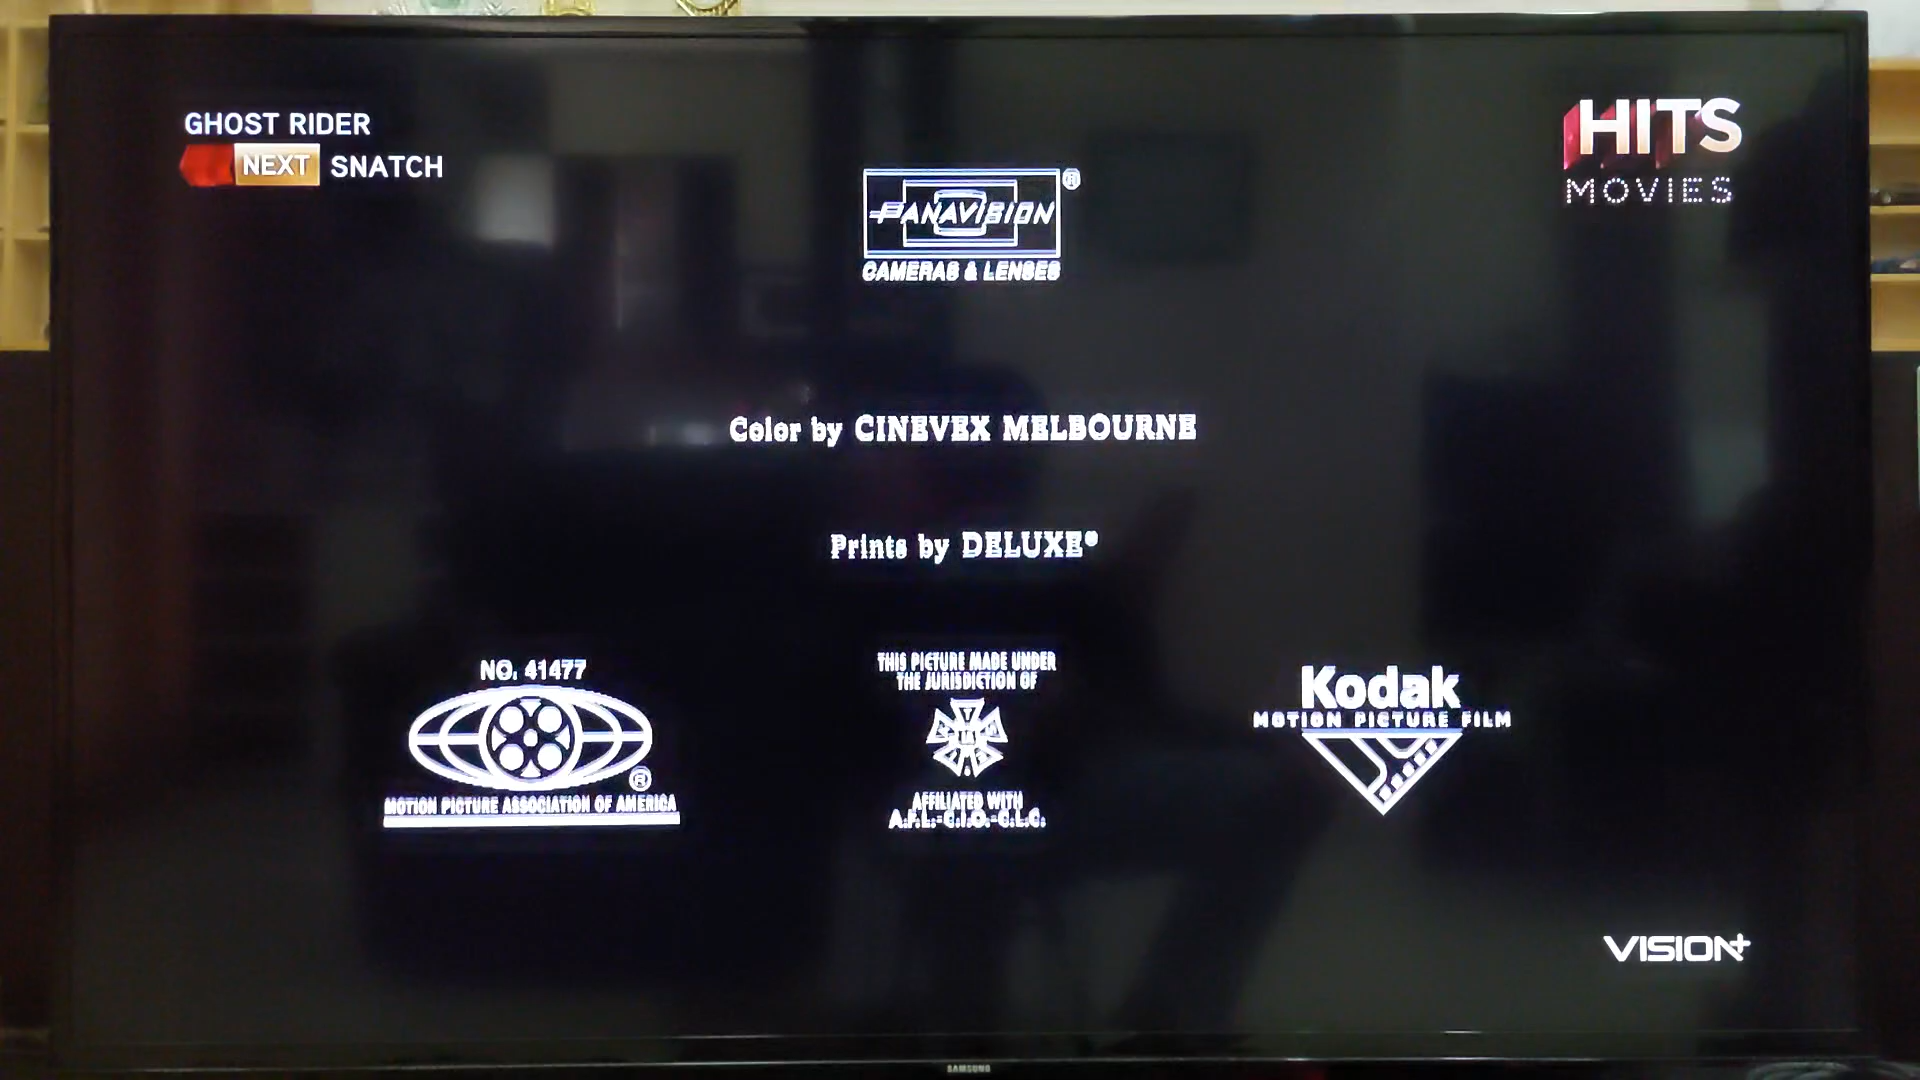 GHOST RIDER
NEXT SNATCH
HITS
MOVIES
PANAVISION®
CAMERAS & LENSES
Color by CINEVEX MELBOURNE
Prints by DELUXE®
NO. 41477
®
MOTION PICTURE ASSOCIATION OF AMERICA
THIS PICTURE MADE UNDER
THE JURISDICTION OF
IA
AFFILIATED WITH
A.F.L.-C.I.O.-C.L.C.
Kodak
MOTION PICTURE FILM
VISION+
SAMSUNG